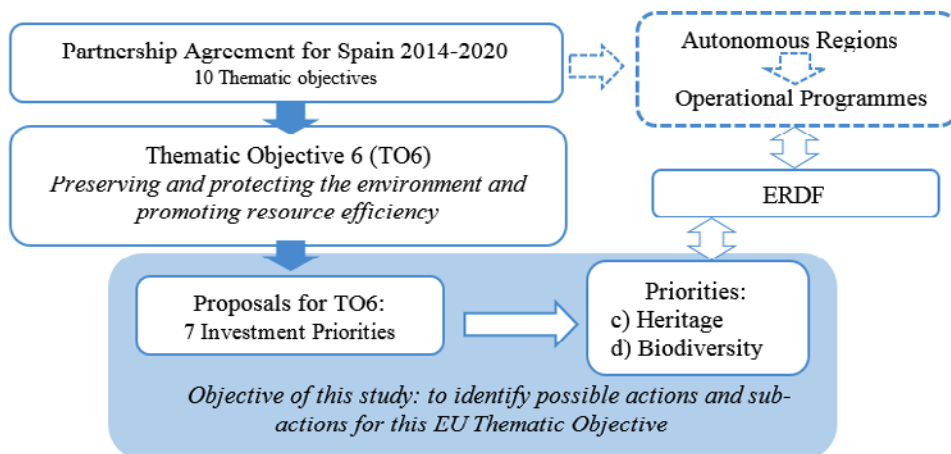 Partnership Agreement for Spain 2014-2020
10 Thematic objectives
Autonomous Regions
Operational Programmes
Thematic Objective 6 (TO6)
Preserving and protecting the environment and
promoting resource efficiency
ERDF
Proposals for TO6:
7 Investment Priorities
Priorities:
c) Heritage
d) Biodiversity
Objective of this study: to identify possible actions and sub-
actions for this EU Thematic Objective